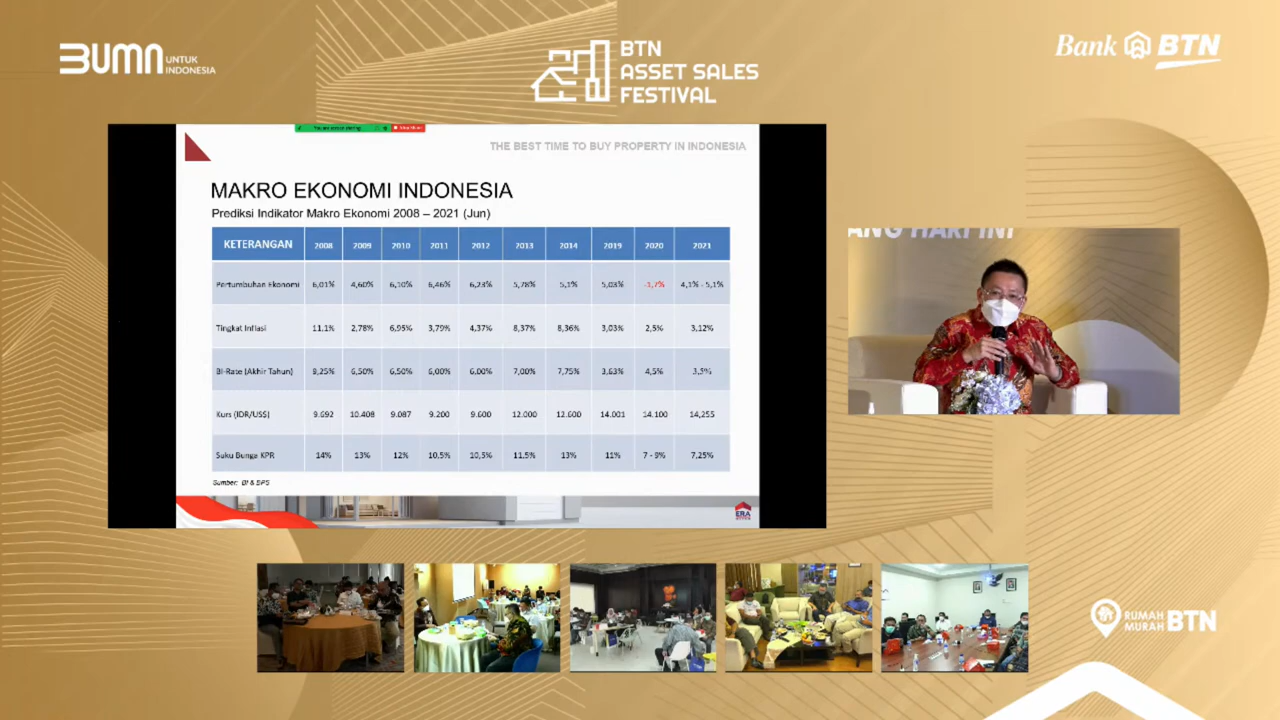 BUMN
UNTUK
INDONESIA
BTN
ASSET SALES
FESTIVAL
Bank BTN
THE BEST TIME TO BUY PROPERTY IN INDONESIA
MAKRO EKONOMI INDONESIA
Prediksi Indikator Makro Ekonomi 2008 – 2021 (Jun)
KETERANGAN 2008 2009 2010 2011 2012 2013 2014 2019 2020 2021
Pertumbuhan Ekonomi 6,01% 4,60% 6,10% 6,46% 6,23% 5,78% 5,1% 5,03% -1,7% 4,1% - 5,1%
Tingkat Inflasi 11,1% 2,78% 6,95% 3,79% 4,37% 8,37% 8,36% 3,03% 2,5% 3,12%
BI-Rate (Akhir Tahun) 9,25% 6,50% 6,50% 6,00% 6.00% 7,00% 7,75% 3,63% 4,5% 3,5%
Kurs (IDR/US$) 9.692 10.408 9.087 9.200 9.600 12.000 12.600 14.001 14.100 14,255
Suku Bunga KPR 14% 13% 12% 10,5% 10,5% 11.5% 13% 11% 7 - 9% 7,25%
Sumber: BI & BPS
ERA
ANG HARI INI
RUMAH
MURAH BTN